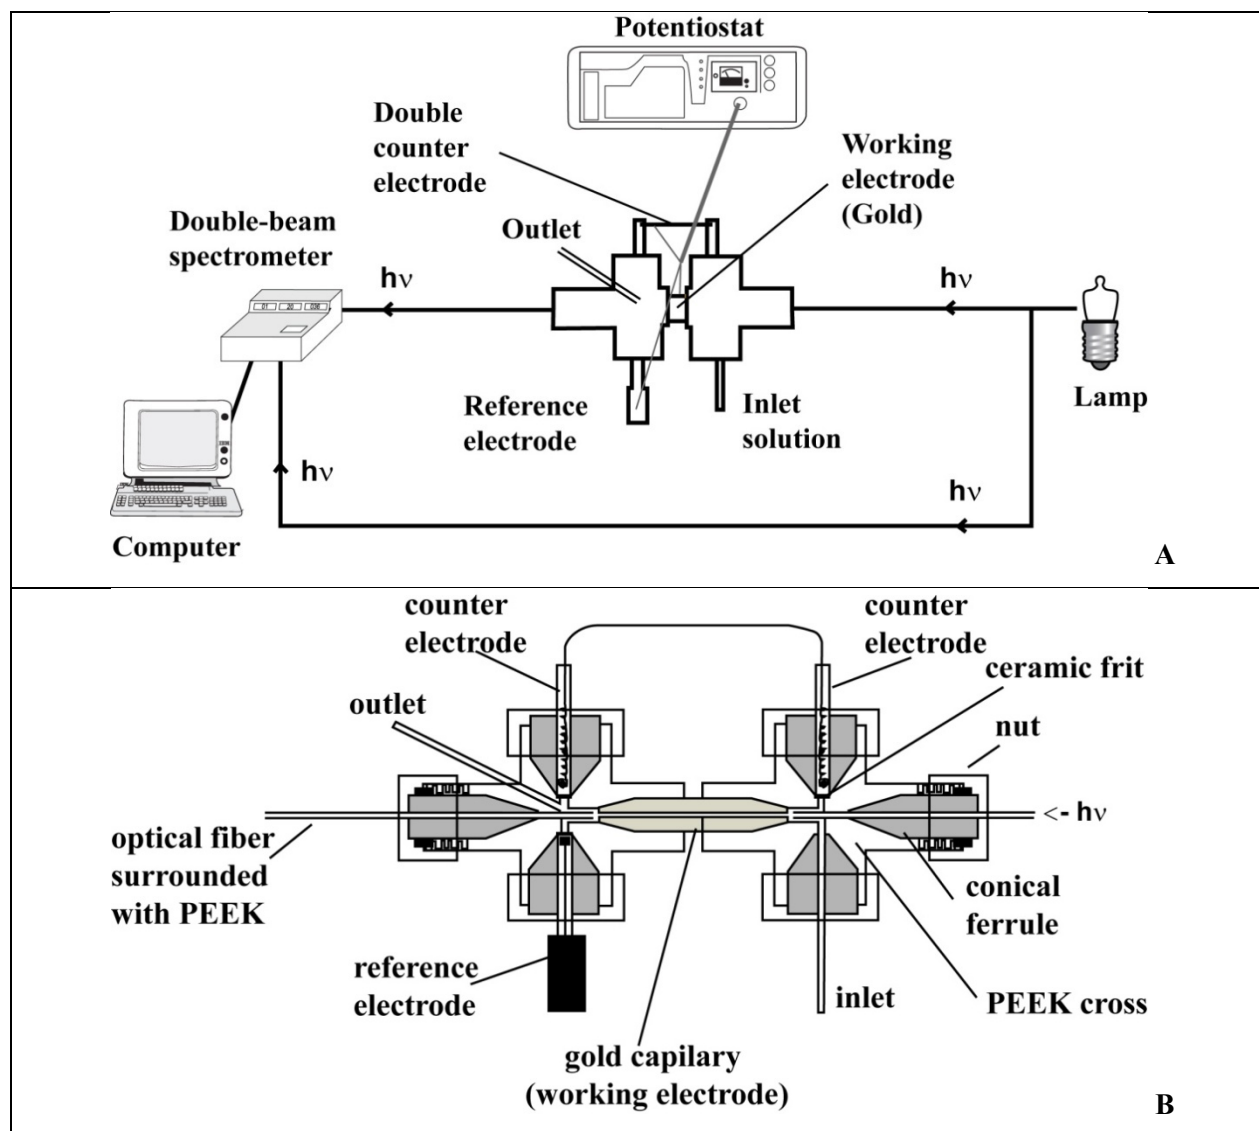 Potentiostat
Double
counter
electrode
Working
electrode
(Gold)
Double-beam
spectrometer
Outlet
hν
hν
Reference
electrode
Inlet
solution
Lamp
hν
hν
Computer
A
counter
electrode
counter
electrode
ceramic frit
outlet
nut
<- hν
optical fiber
surrounded
with PEEK
conical
ferrule
reference
electrode
inlet
PEEK cross
gold capilary
(working electrode)
B